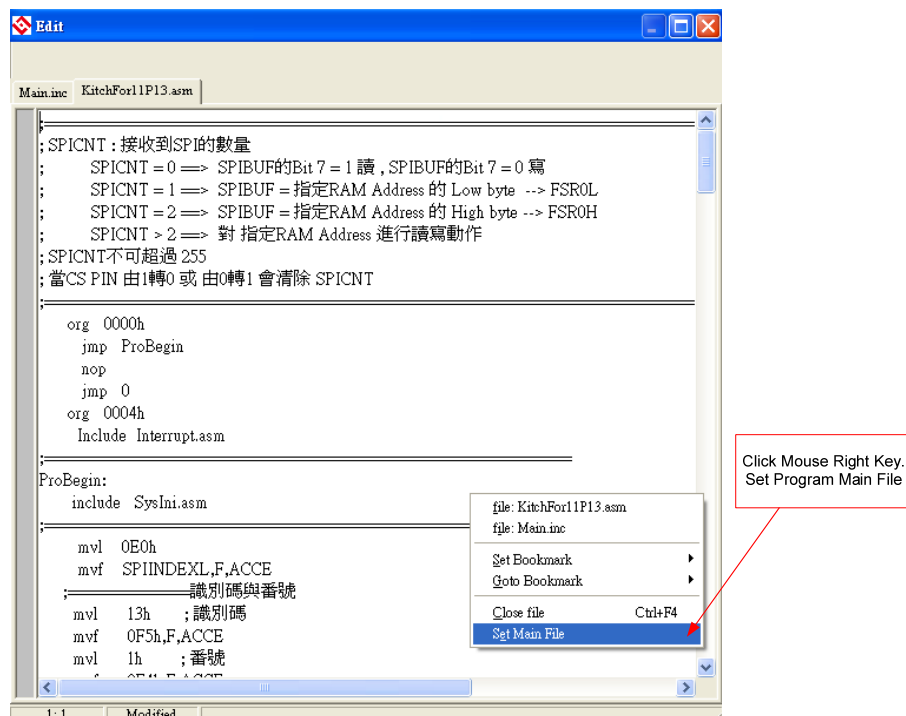 Edit
Main.inc KitchFor11P13.asm
;
; SPICNT : 接收到SPI的數量
; SPICNT = 0 ==> SPIBUF的Bit 7 = 1 讀 , SPIBUF的Bit 7 = 0 寫
; SPICNT = 1 ==> SPIBUF = 指定RAM Address 的 Low byte --> FSR0L
; SPICNT = 2 ==> SPIBUF = 指定RAM Address 的 High byte --> FSR0H
; SPICNT > 2 ==> 對 指定RAM Address 進行讀寫動作
; SPICNT不可超過 255
; 當CS PIN 由1轉0 或 由0轉1 會清除 SPICNT
;
org 0000h
jmp ProBegin
nop
jmp 0
org 0004h
Include Interrupt.asm
;
ProBegin:
include SysIni.asm
;
mvl 0E0h
mvf SPIINDEXL,F,ACCE
;識別碼與番號
mvl 13h ; 識別碼
mvf 0F5h,F,ACCE
mvl 1h ; 番號
file: KitchFor11P13.asm
file: Main.inc
Set Bookmark
Goto Bookmark
Close file Ctrl+F4
Set Main File
Click Mouse Right Key.
Set Program Main File
1: 1 Modified